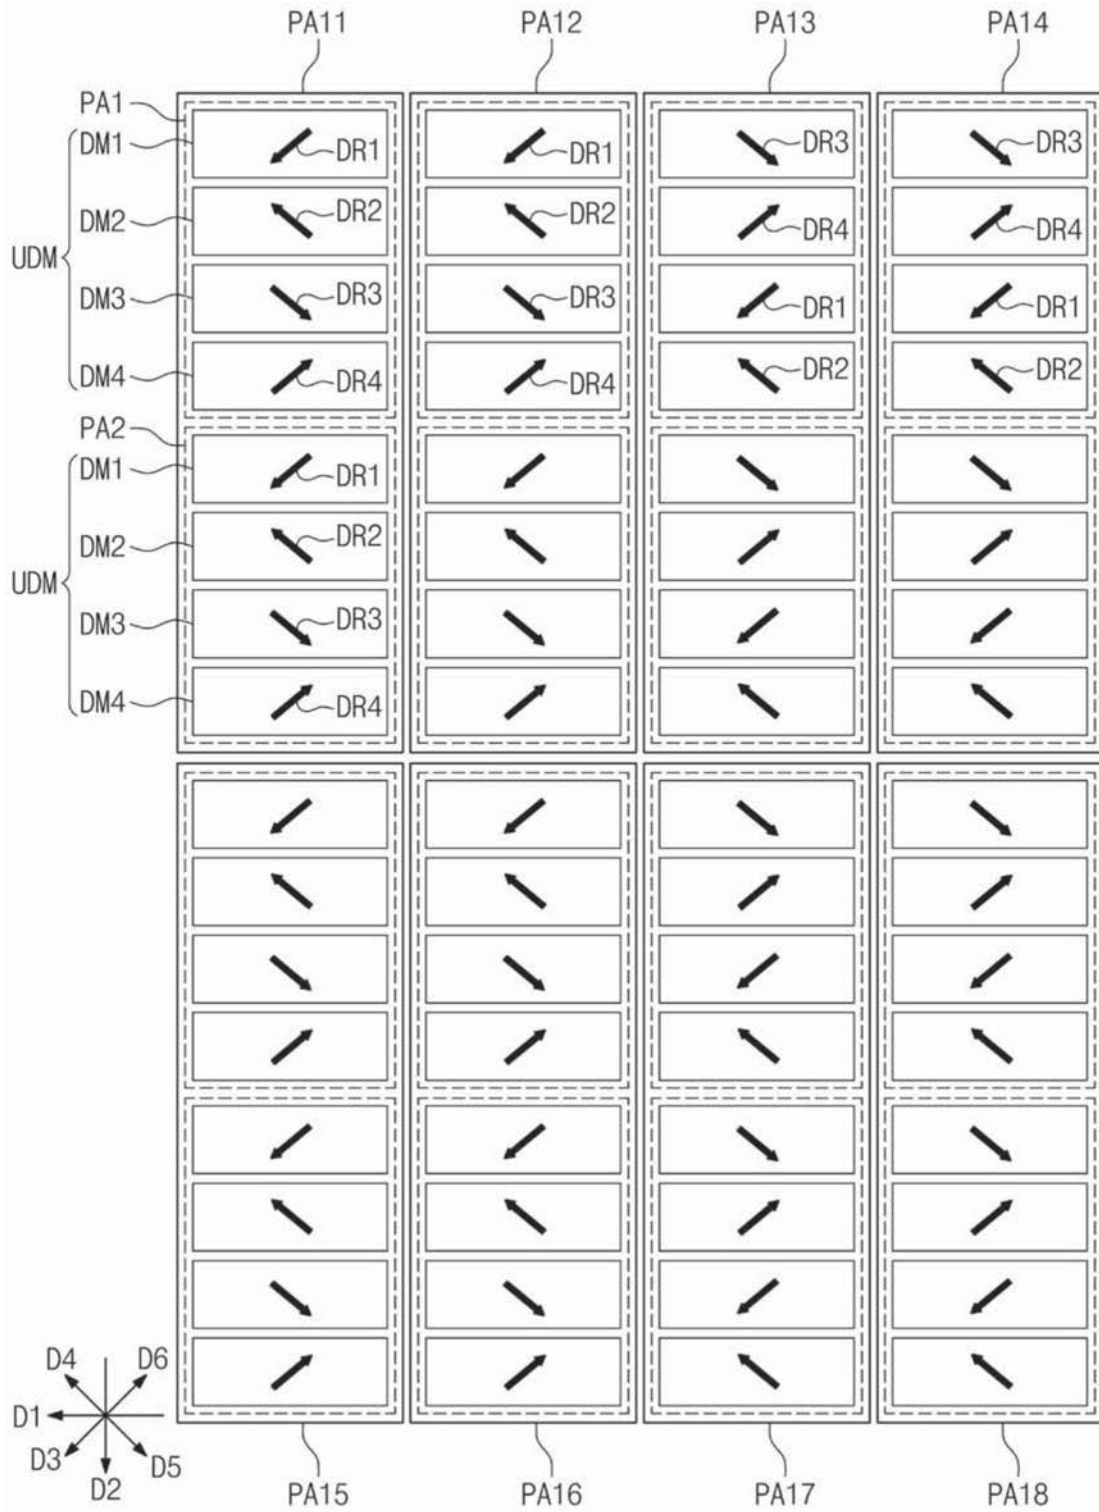 PA11 PA12 PA13 PA14
PA1
DM1 DR1 DR1 DR3 DR3
DM2 DR2 DR2 DR4 DR4
UDM
DM3 DR3 DR3 DR1 DR1
DM4 DR4 DR4 DR2 DR2
PA2
DM1 DR1
DM2 DR2
UDM
DM3 DR3
DM4 DR4
D4 D6
D1
D3 D5
D2
PA15 PA16 PA17 PA18